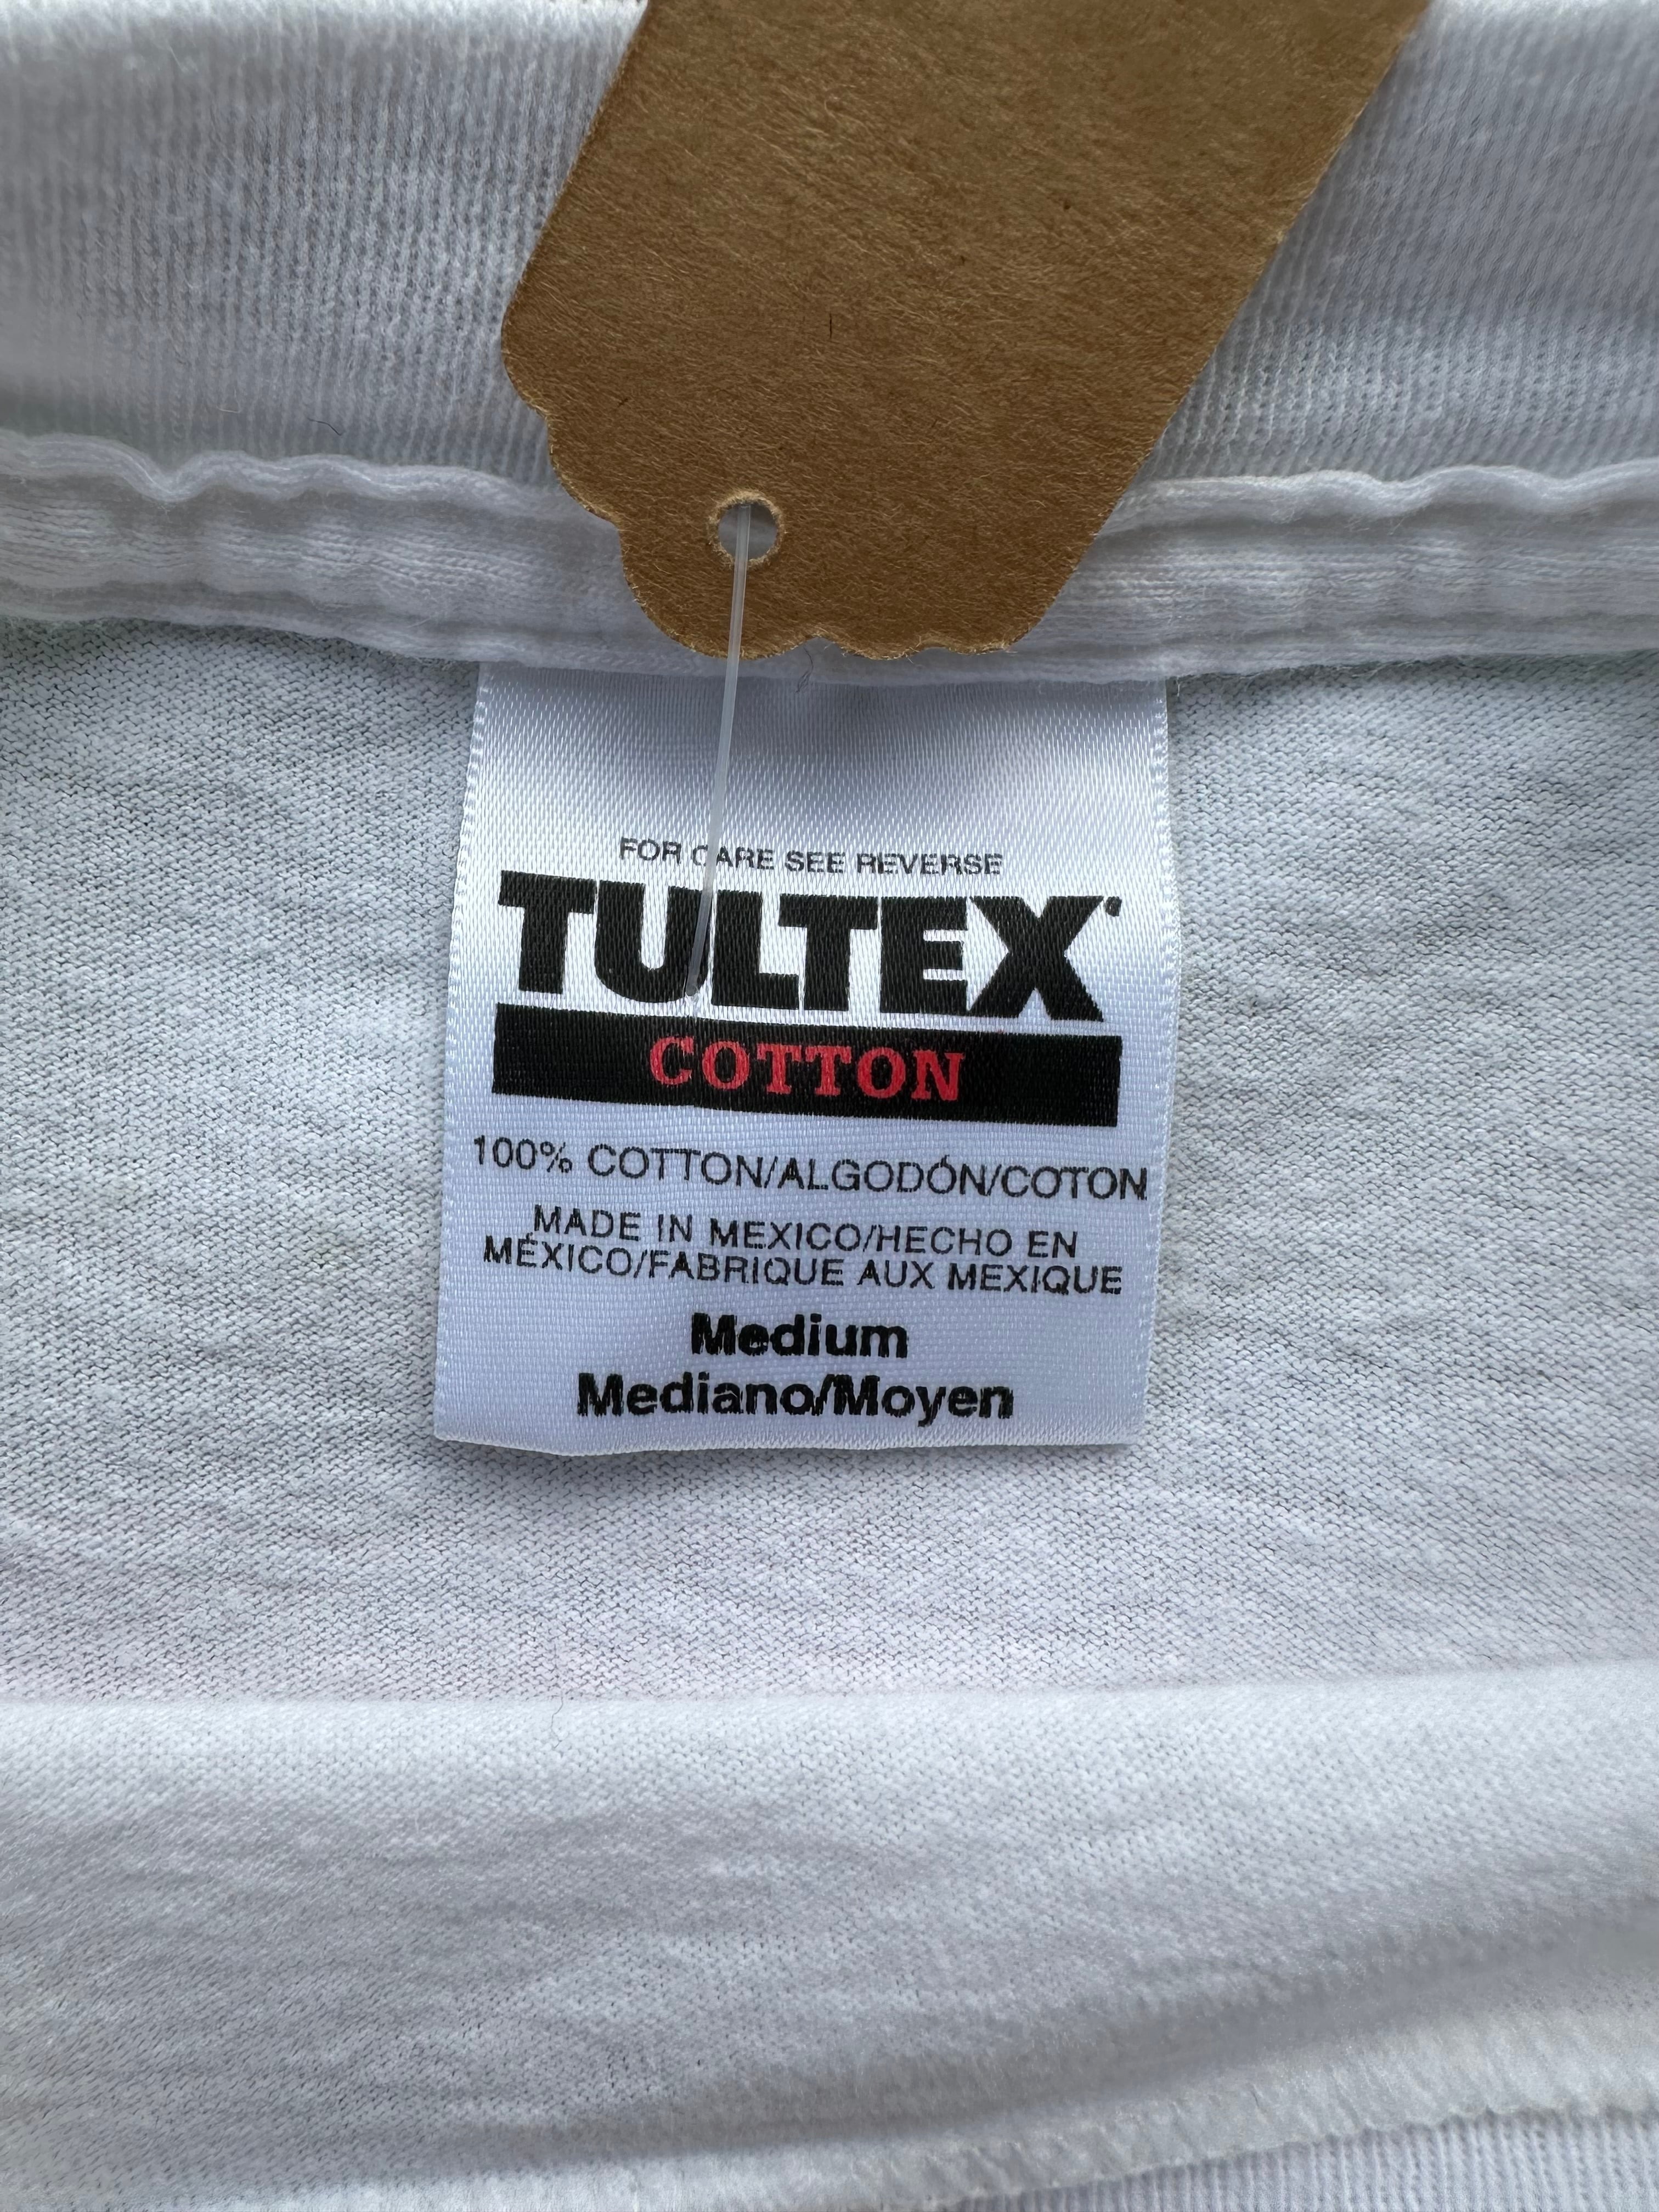 FOR CARE SEE REVERSE
TULTEX®
COTTON
100% COTTON/ALGODÓN/COTON
MADE IN MEXICO/HECHO EN
MÉXICO/FABRIQUE AUX MEXIQUE
Medium
Mediano/Moyen